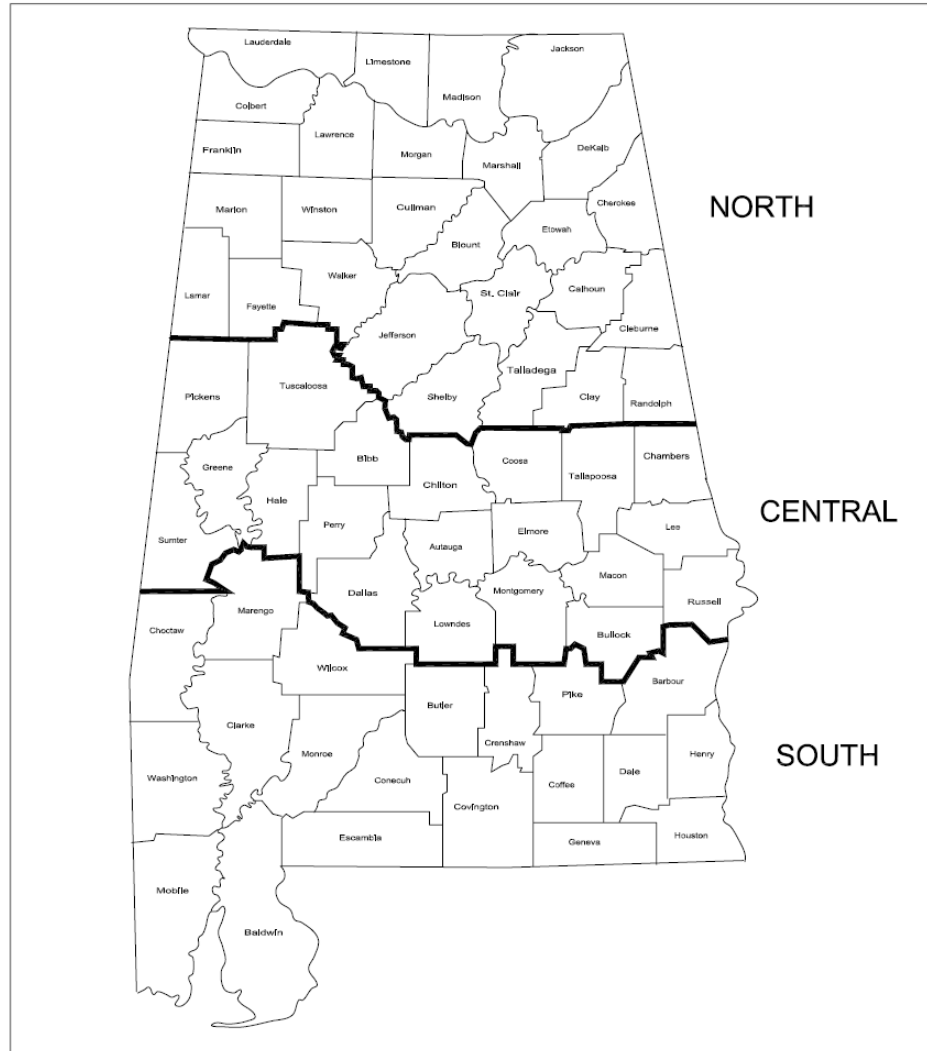 Lauderdale
Limestone
Madison
Jackson
Colbert
Lawrence
Franklin
Morgan
Marshall
DeKalb
Cherokee
NORTH
Marion
Winston
Cullman
Etowah
Blount
Walker
St. Clair
Calhoun
Lamar
Fayette
Jefferson
Cleburne
Talladega
Tuscaloosa
Pickens
Shelby
Clay
Randolph
Bibb
Coosa
Chambers
Greene
Chilton
Tallapoosa
Hale
CENTRAL
Perry
Elmore
Lee
Sumter
Autauga
Macon
Dallas
Montgomery
Russell
Marengo
Lowndes
Choctaw
Bullock
Wilcox
Barbour
Pike
Butler
Clarke
Crenshaw
Monroe
Henry
SOUTH
Washington
Conecuh
Dale
Coffee
Covington
Escambia
Houston
Geneva
Mobile
Baldwin